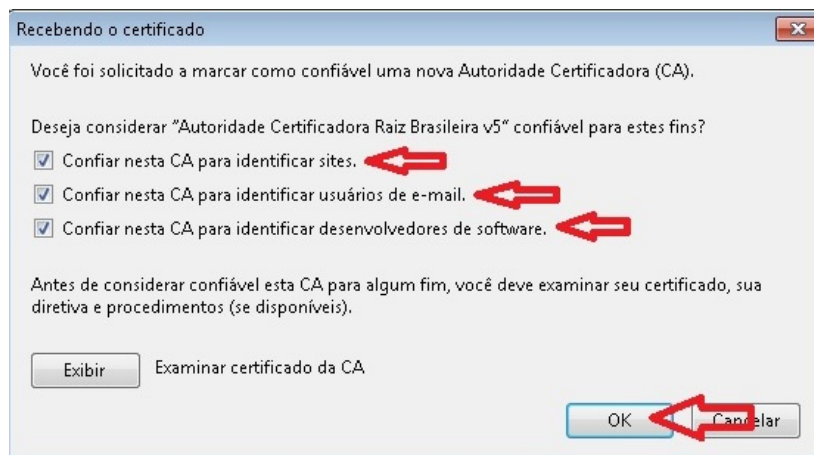 Recebendo o certificado
Você foi solicitado a marcar como confiável uma nova Autoridade Certificadora (CA).
Deseja considerar "Autoridade Certificadora Raiz Brasileira v5" confiável para estes fins?
Confiar nesta CA para identificar sites.
Confiar nesta CA para identificar usuários de e-mail.
Confiar nesta CA para identificar desenvolvedores de software.
Antes de considerar confiável esta CA para algum fim, você deve examinar seu certificado, sua
diretiva e procedimentos (se disponíveis).
Exibir Examinar certificado da CA
OK Cancelar